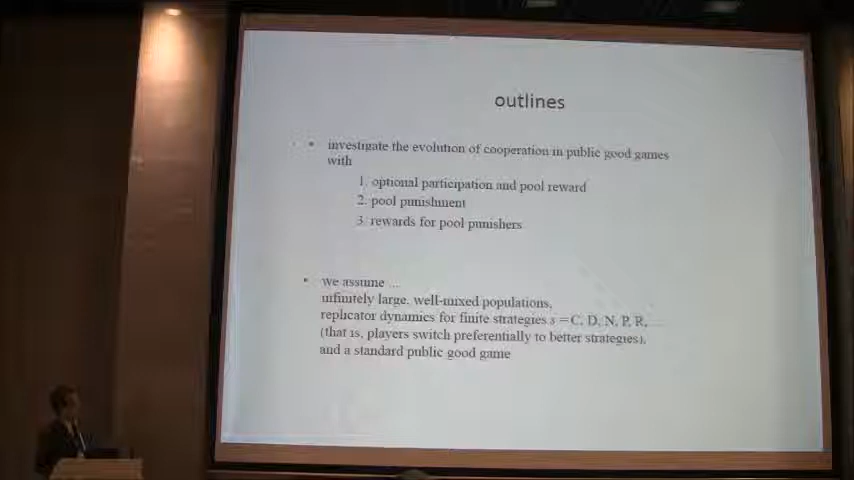 outlines
• investigate the evolution of cooperation in public good games
with
1. optional participation and pool reward
2. pool punishment
3. rewards for pool punishers
• we assume ...
infinitely large, well-mixed populations,
replicator dynamics for finite strategies s = C, D, N, P, R, ...
(that is, players switch preferentially to better strategies),
and a standard public good game